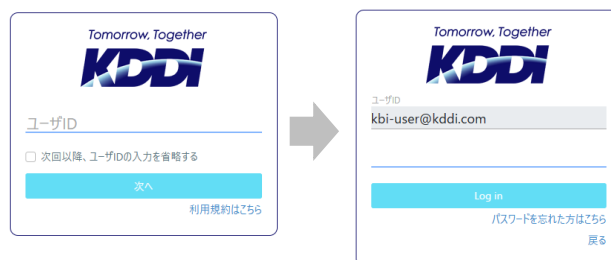 Tomorrow, Together
KDDI
ユーザID
次回以降、ユーザIDの入力を省略する
次へ
利用規約はこちら
Tomorrow, Together
KDDI
ユーザID
kbi-user@kddi.com
Log in
パスワードを忘れた方はこちら
戻る